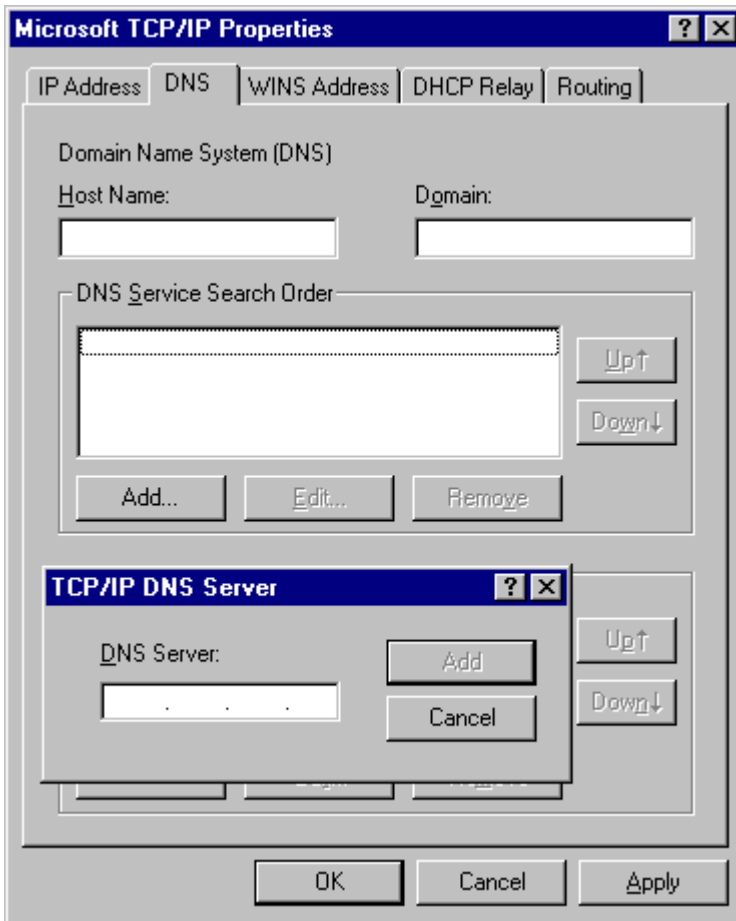 Microsoft TCP/IP Properties
IP Address DNS WINS Address DHCP Relay Routing
Domain Name System (DNS)
Host Name: Domain:
DNS Service Search Order
Up↑
Down↓
Add... Edit... Remove
TCP/IP DNS Server
DNS Server:
. . .
Add
Cancel
Up↑
Down↓
OK Cancel Apply